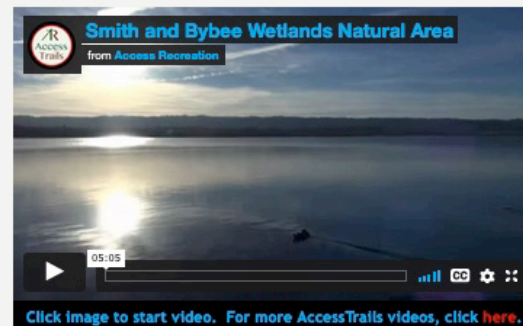 AR
Access
Trails
Smith and Bybee Wetlands Natural Area
from Access Recreation
05:05
CC
Click image to start video. For more AccessTrails videos, click here.